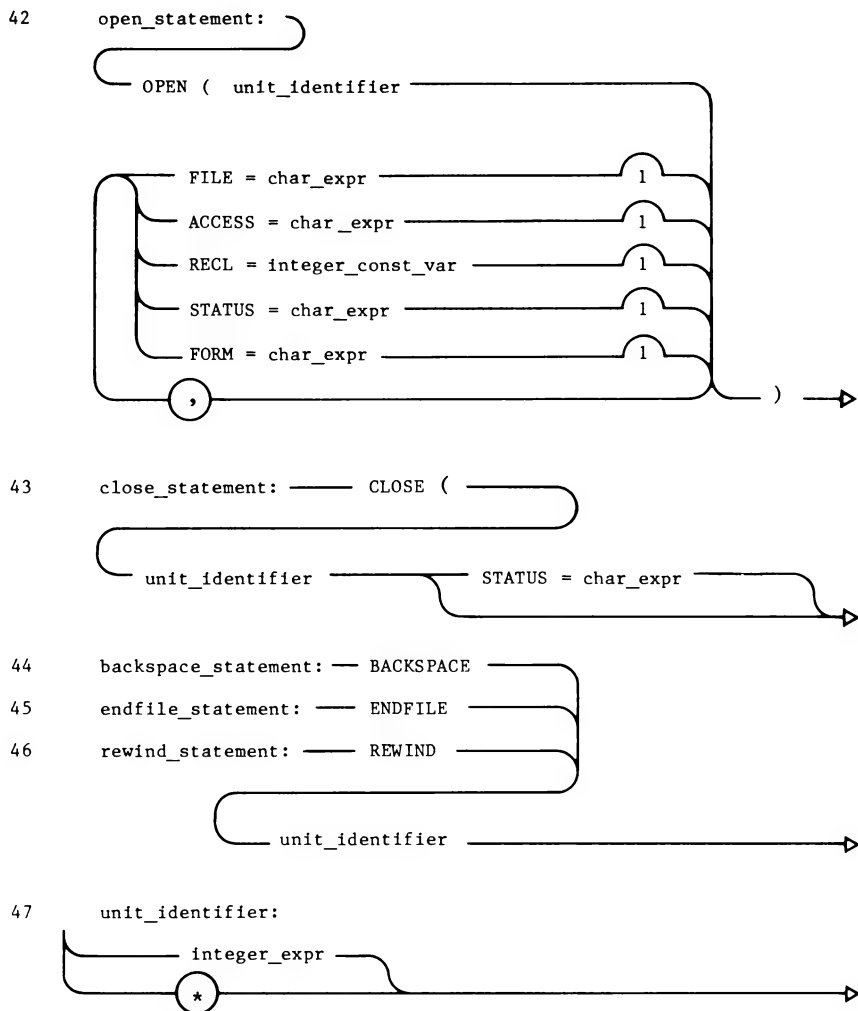 42 open_statement:
OPEN ( unit_identifier
FILE = char_expr 1
ACCESS = char_expr 1
RECL = integer_const_var 1
STATUS = char_expr 1
FORM = char_expr 1
, )
43 close_statement: CLOSE (
unit_identifier STATUS = char_expr
44 backspace_statement: BACKSPACE
45 endfile_statement: ENDFILE
46 rewind_statement: REWIND
unit_identifier
47 unit_identifier:
integer_expr
*